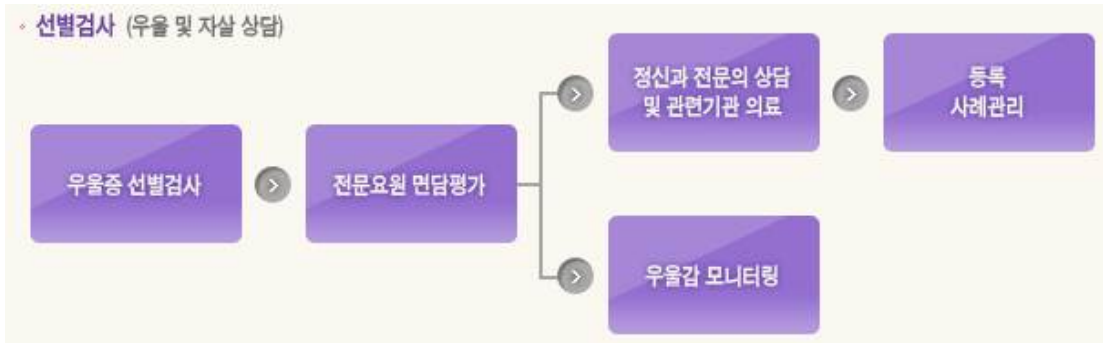 선별검사 (우울 및 자살 상담)
우울증 선별검사
전문요원 면담평가
정신과 전문의 상담
및 관련기관 의료
등록
사례관리
우울감 모니터링